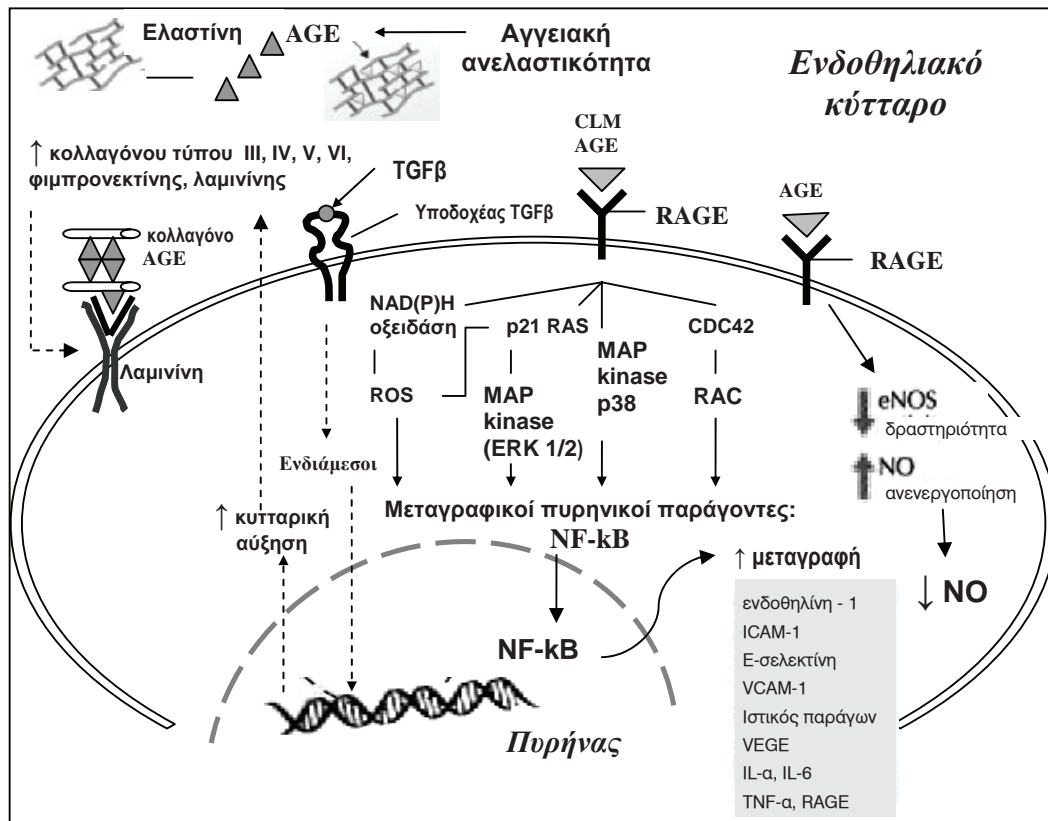 Ελαστίνη
AGE
Αγγειακή
ανελαστικότητα
Ενδοθηλιακό
κύτταρο
↑ κολλαγόνου τύπου III, IV, V, VI,
φιμπρονεκτίνης, λαμινίνης
TGFβ
Υποδοχέας TGFβ
CLM
AGE
RAGE
AGE
RAGE
κολλαγόνο
AGE
Λαμινίνη
NAD(P)H
οξειδάση
p21 RAS
MAP
kinase
p38
CDC42
ROS
MAP
kinase
(ERK 1/2)
RAC
eNOS
δραστηριότητα
NO
ανενεργοποίηση
↓ NO
Ενδιάμεσοι
↑ κυτταρική
αύξηση
Μεταγραφικοί πυρηνικοί παράγοντες:
NF-kB
NF-kB
Πυρήνας
↑ μεταγραφή
ενδοθηλίνη - 1
ICAM-1
Ε-σελεκτίνη
VCAM-1
Ιστικός παράγων
VEGE
IL-α, IL-6
TNF-α, RAGE